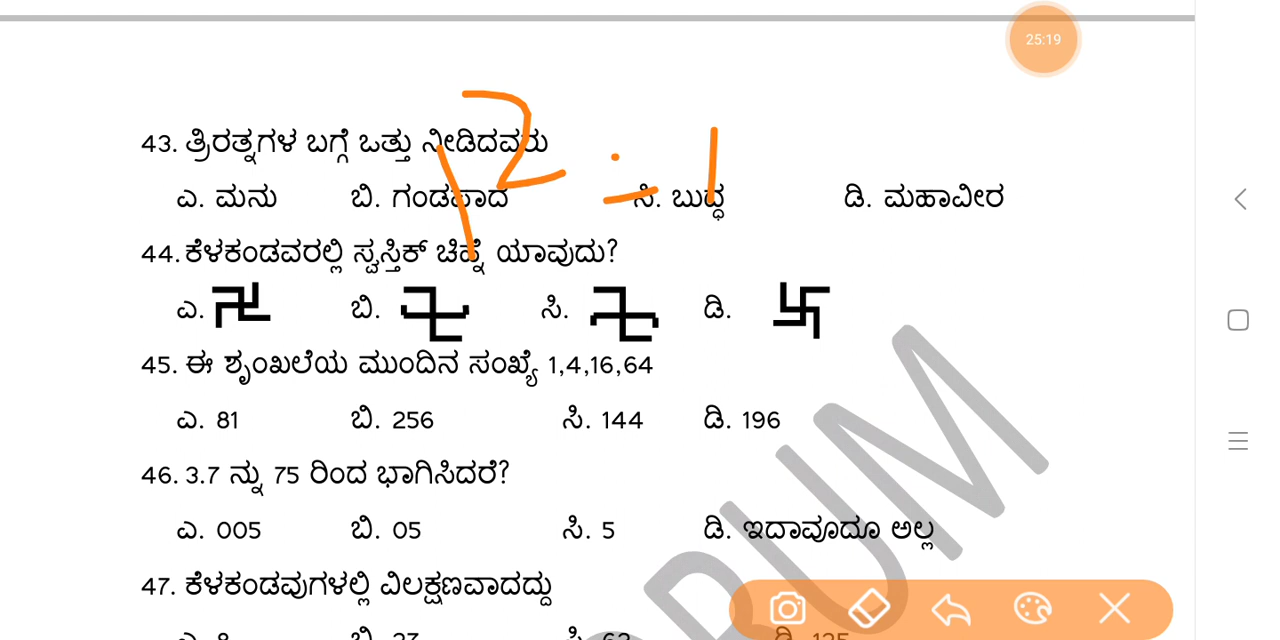 25:19
43. ತ್ರಿರತ್ನಗಳ ಬಗ್ಗೆ ಒತ್ತು ನೀಡಿದವರು
ಎ. ಮನು ಬಿ. ಗಂಡಪಾದ ಸಿ. ಬುದ್ಧ ಡಿ. ಮಹಾವೀರ
44. ಕೆಳಕಂಡವರಲ್ಲಿ ಸ್ವಸ್ತಿಕ್ ಚಿಹ್ನೆ ಯಾವುದು?
ಎ. ಬಿ. ಸಿ. ಡಿ.
45. ಈ ಶೃಂಖಲೆಯ ಮುಂದಿನ ಸಂಖ್ಯೆ 1,4,16,64
ಎ. 81 ಬಿ. 256 ಸಿ. 144 ಡಿ. 196
46. 3.7 ನ್ನು 75 ರಿಂದ ಭಾಗಿಸಿದರೆ?
ಎ. 005 ಬಿ. 05 ಸಿ. 5 ಡಿ. ಇದಾವೂದೂ ಅಲ್ಲ
47. ಕೆಳಕಂಡವುಗಳಲ್ಲಿ ವಿಲಕ್ಷಣವಾದದ್ದು